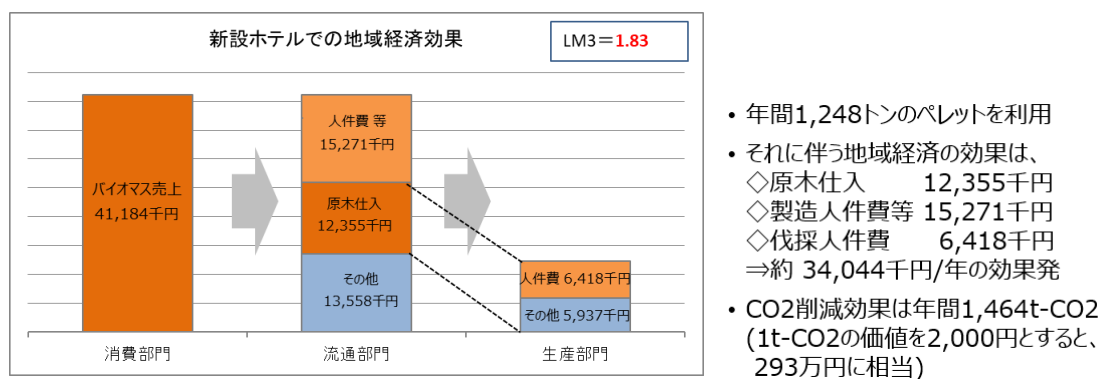 新設ホテルでの地域経済効果
LM3＝1.83
バイオマス売上
41,184千円
人件費 等
15,271千円
原木仕入
12,355千円
その他
13,558千円
人件費 6,418千円
その他 5,937千円
消費部門
流通部門
生産部門
• 年間1,248トンのペレットを利用
• それに伴う地域経済の効果は、
◇原木仕入 12,355千円
◇製造人件費等 15,271千円
◇伐採人件費 6,418千円
⇒約 34,044千円/年の効果発
• CO2削減効果は年間1,464t-CO2
(1t-CO2の価値を2,000円とすると、
293万円に相当)